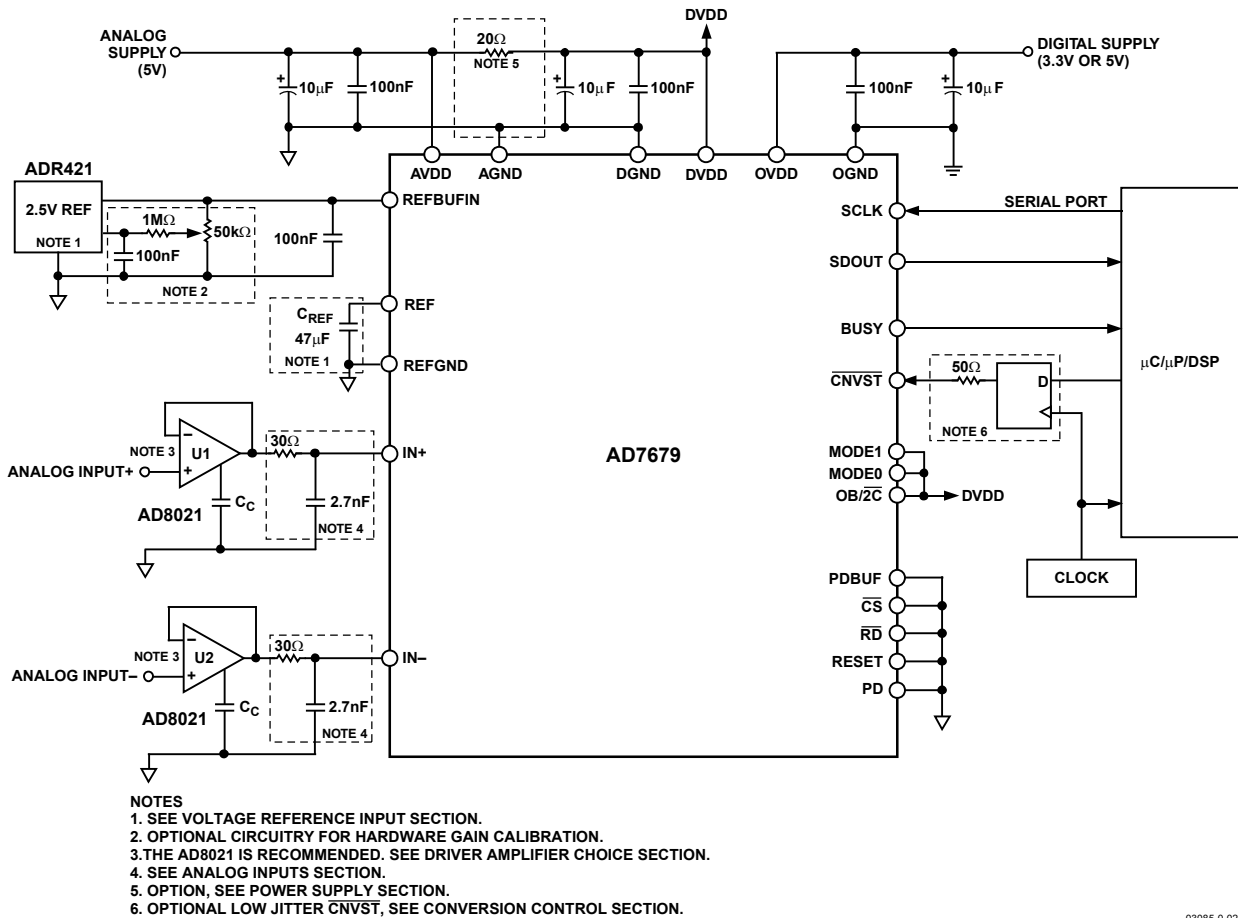 ANALOG
SUPPLY
(5V)
20Ω
NOTE 5
DVDD
DIGITAL SUPPLY
(3.3V OR 5V)
+
10μF
100nF
+
10μF
100nF
100nF
+
10μF
ADR421
2.5V REF
NOTE 1
1MΩ
50kΩ
100nF
NOTE 2
100nF
AVDD
AGND
DGND
DVDD
OVDD
OGND
REFBUFIN
SCLK
SERIAL PORT
SDOUT
CREF
47μF
NOTE 1
REF
REFGND
BUSY
CNVST
50Ω
D
NOTE 6
μC/μP/DSP
NOTE 3
–
U1
+
ANALOG INPUT+
AD8021
CC
30Ω
2.7nF
NOTE 4
IN+
AD7679
MODE1
MODE0
OB/2C
DVDD
CLOCK
PDBUF
CS
RD
RESET
PD
NOTE 3
–
U2
+
ANALOG INPUT–
AD8021
CC
30Ω
2.7nF
NOTE 4
IN–
NOTES
1. SEE VOLTAGE REFERENCE INPUT SECTION.
2. OPTIONAL CIRCUITRY FOR HARDWARE GAIN CALIBRATION.
3.THE AD8021 IS RECOMMENDED. SEE DRIVER AMPLIFIER CHOICE SECTION.
4. SEE ANALOG INPUTS SECTION.
5. OPTION, SEE POWER SUPPLY SECTION.
6. OPTIONAL LOW JITTER CNVST, SEE CONVERSION CONTROL SECTION.